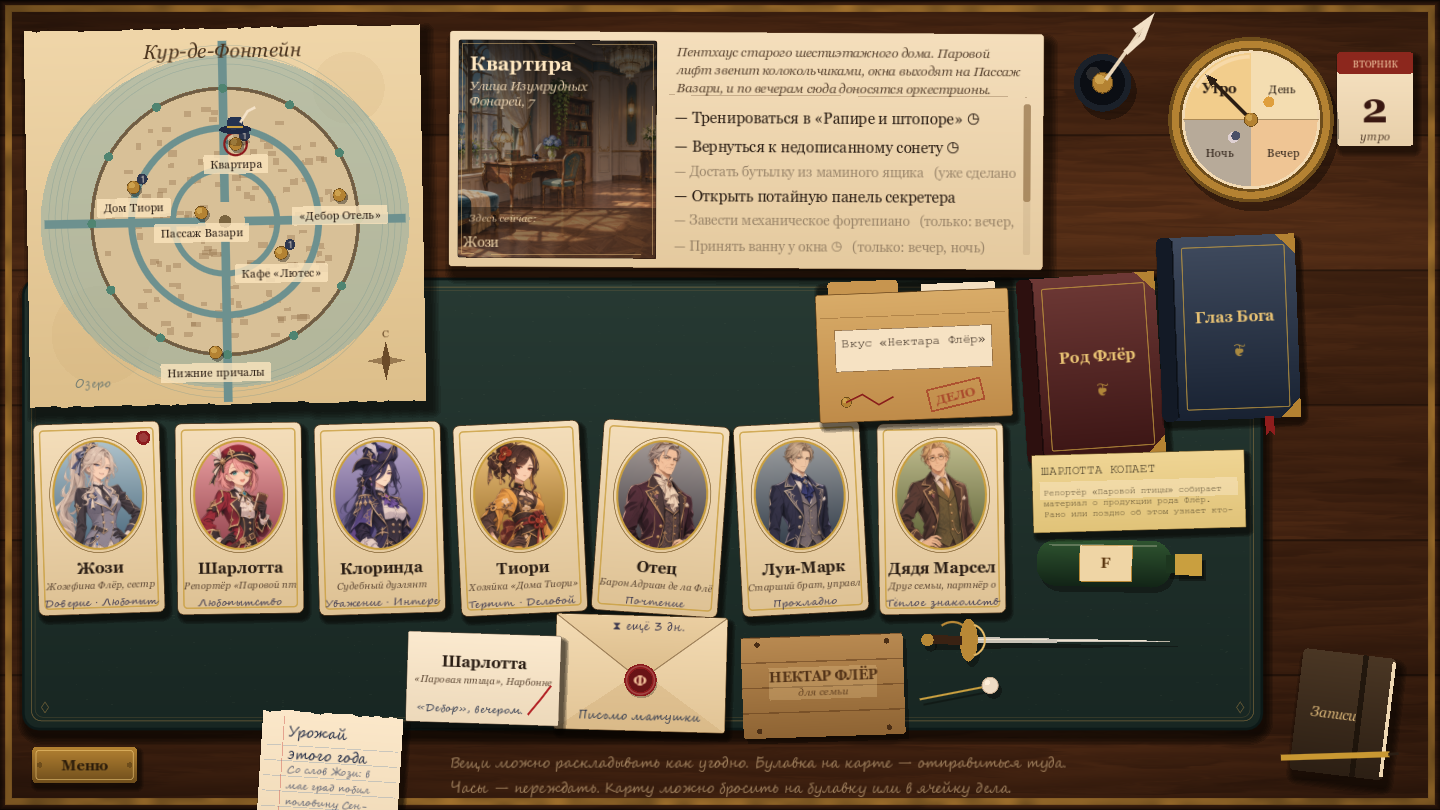 Кур-де-Фонтейн
Квартира
Дом Тиори
Пассаж Вазари
«Дебор Отель»
Кафе «Лютес»
Нижние причалы
Озеро
С
1
1
1
Квартира
Улица Изумрудных
Фонарей, 7
Здесь сейчас:
Жози
Пентхаус старого шестиэтажного дома. Паровой
лифт звенит колокольчиками, окна выходят на Пассаж
Вазари, и по вечерам сюда доносятся оркестрионы.
— Тренироваться в «Рапире и штопоре»
— Вернуться к недописанному сонету
— Достать бутылку из маминого ящика (уже сделано
— Открыть потайную панель секретера
— Завести механическое фортепиано (только: вечер,
— Принять ванну у окна (только: вечер, ночь)
Утро
День
Ночь
Вечер
ВТОРНИК
2
утро
Вкус «Нектара Флёр»
ДЕЛО
Род Флёр
Глаз Бога
ШАРЛОТТА КОПАЕТ
Репортёр «Паровой птицы» собирает
материал о продукции рода Флёр.
Рано или поздно об этом узнает кто-
F
Жози
Жозефина Флёр, сестр
Доверие · Любопыт
Шарлотта
Репортёр «Паровой пт
Любопытство
Клоринда
Судебный дуэлянт
Уважение · Интере
Тиори
Хозяйка «Дома Тиори»
Терпит · Деловой
Отец
Барон Адриан де ла Флё
Почтение
Луи-Марк
Старший брат, управл
Прохладно
Дядя Марсел
Друг семьи, партнёр о
Тёплое знакомств
Шарлотта
«Паровая птица», Нарбонне
«Дебор», вечером.
⧗ ещё 3 дн.
Ф
Письмо матушки
НЕКТАР ФЛЁР
для семьи
Записи
Урожай
этого года
Со слов Жози: в
мае град побил
половину Сен-
Меню
Вещи можно раскладывать как угодно. Булавка на карте — отправиться туда.
Часы — переждать. Карту можно бросить на булавку или в ячейку дела.